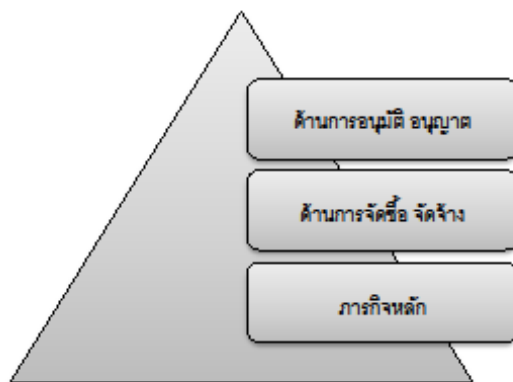 ด้านการอนุมัติ อนุญาต
ด้านการจัดซื้อ จัดจ้าง
ภารกิจหลัก